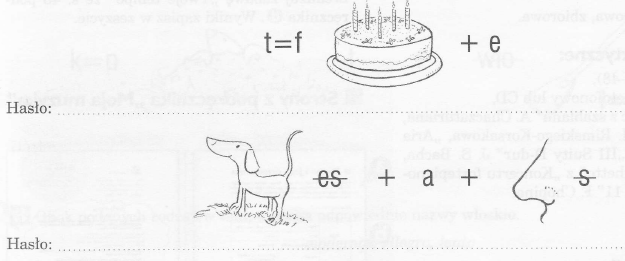 t=f + e
Hasło:
es + a + s
Hasło: